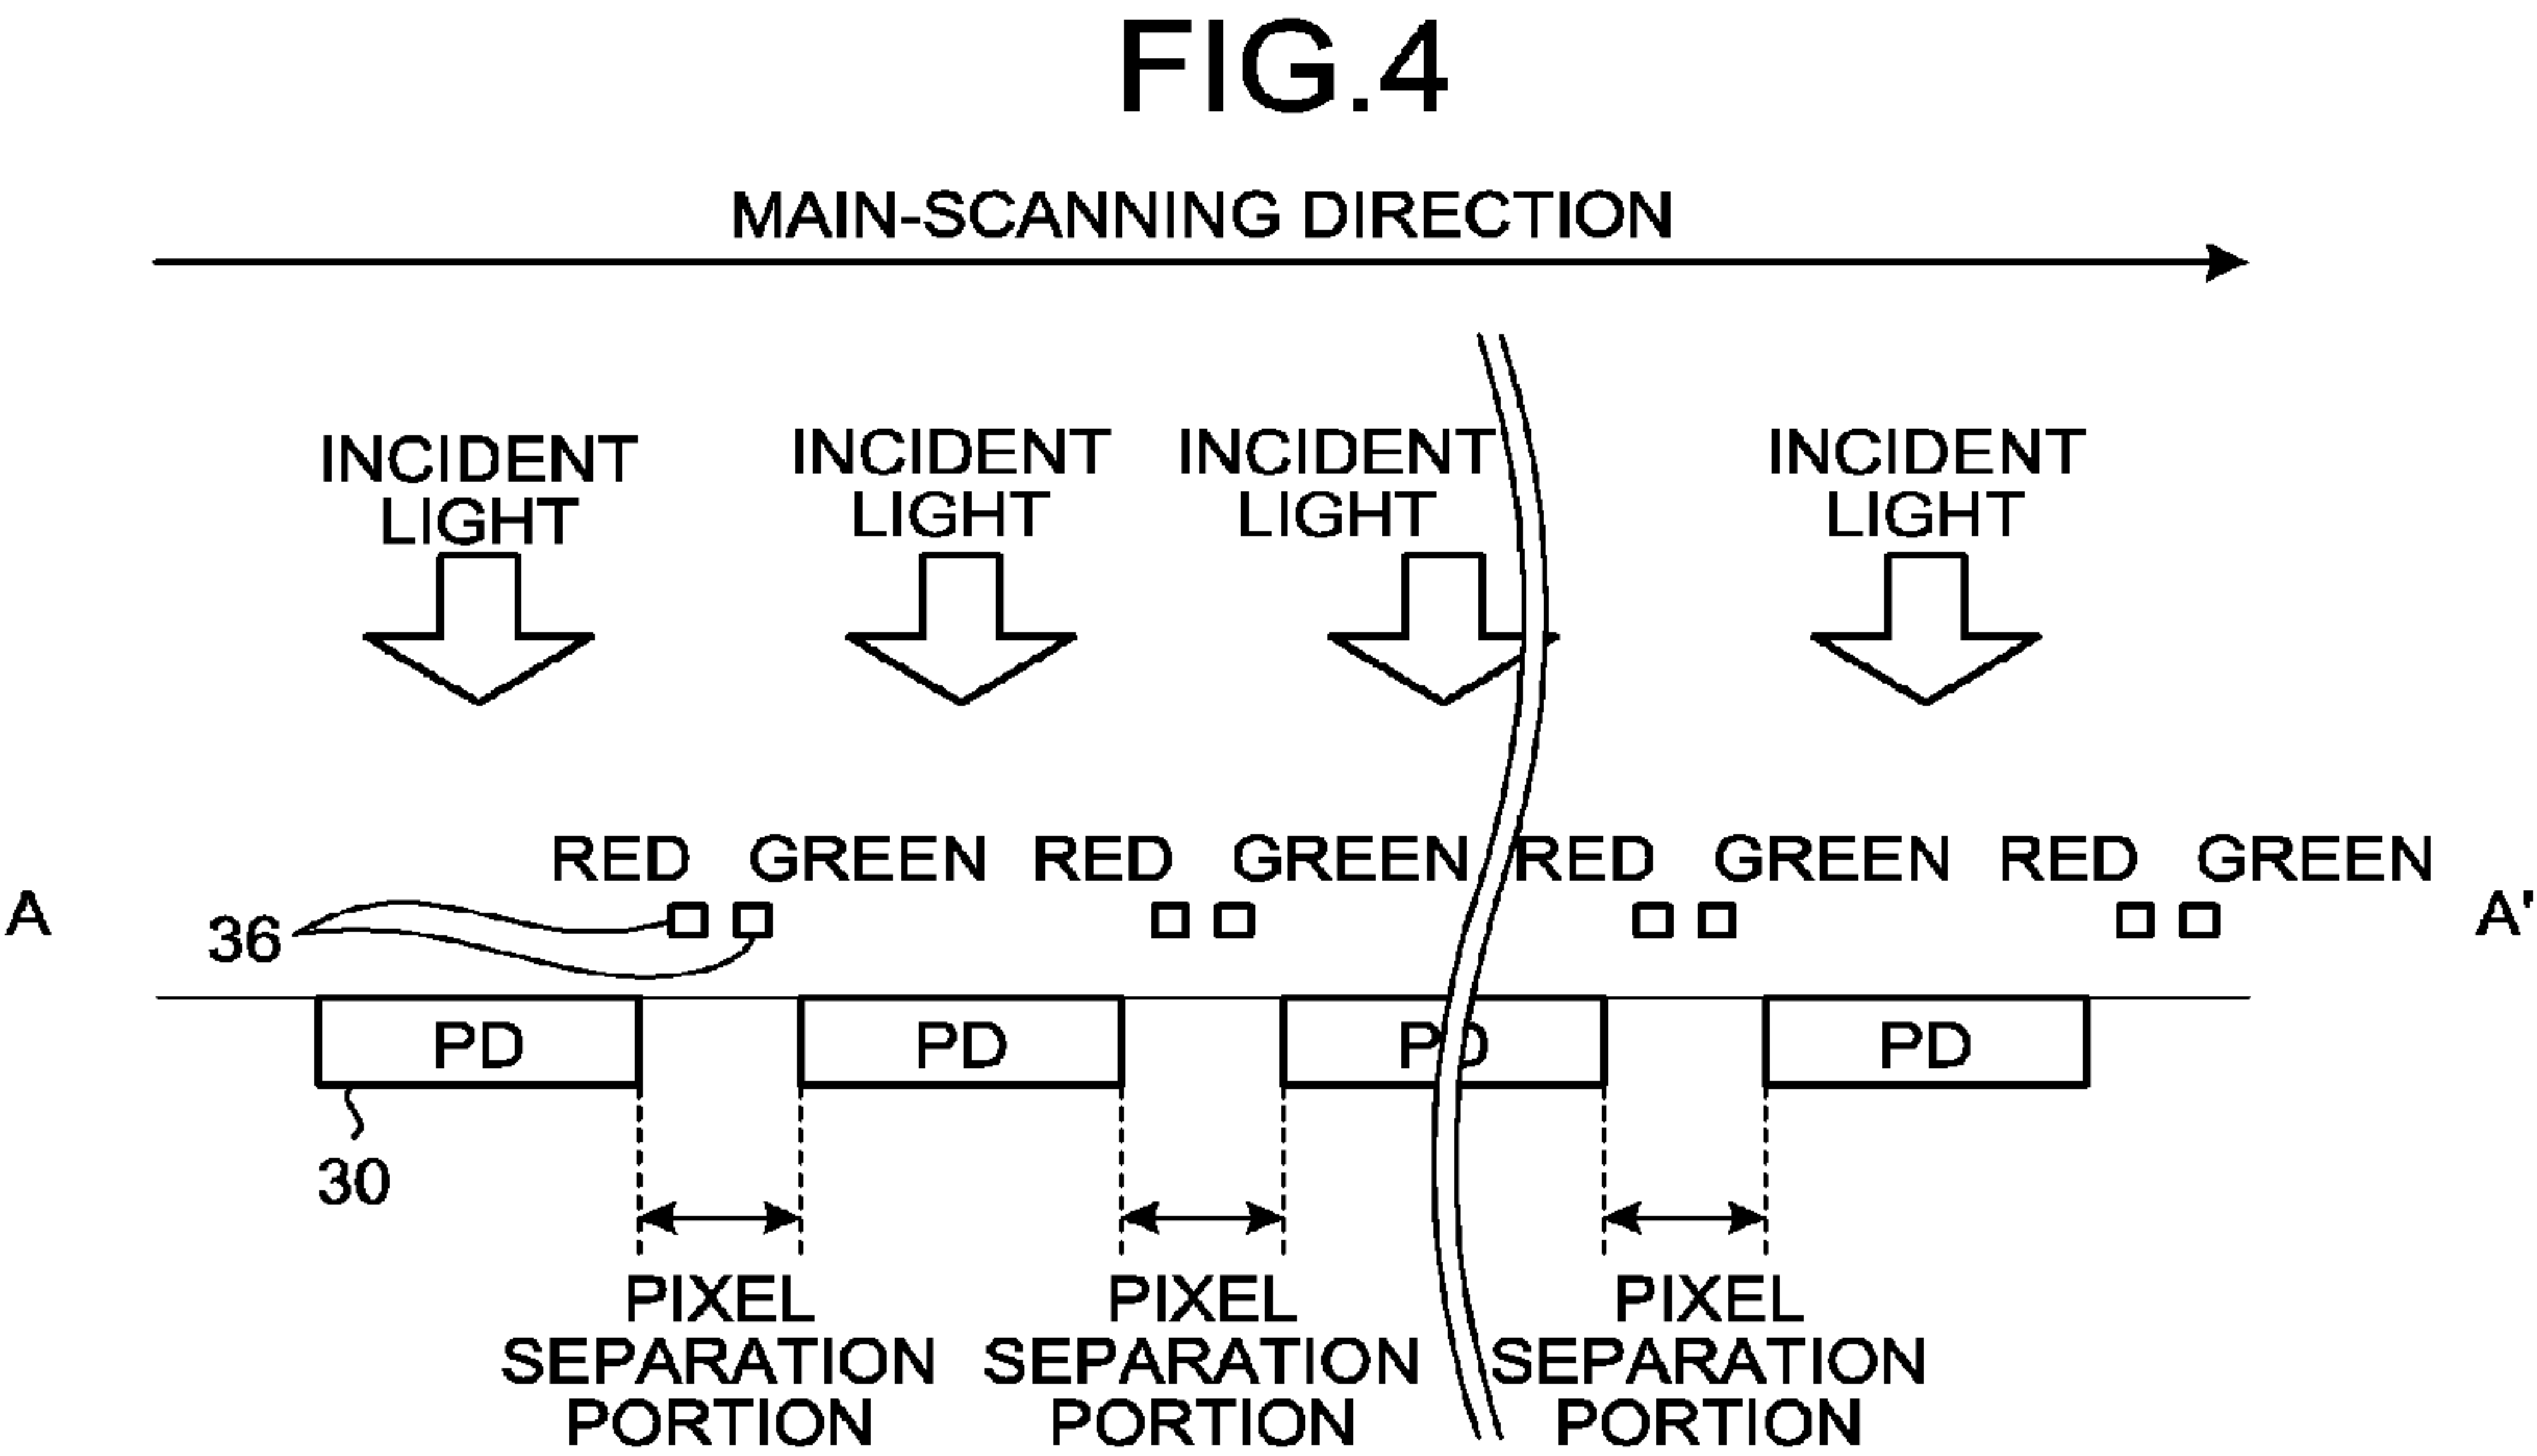 FIG.4
MAIN-SCANNING DIRECTION
INCIDENT LIGHT
INCIDENT LIGHT
INCIDENT LIGHT
INCIDENT LIGHT
RED GREEN RED GREEN RED GREEN RED GREEN
A 36 A'
PD PD PD PD
30
PIXEL SEPARATION PORTION
PIXEL SEPARATION PORTION
PIXEL SEPARATION PORTION